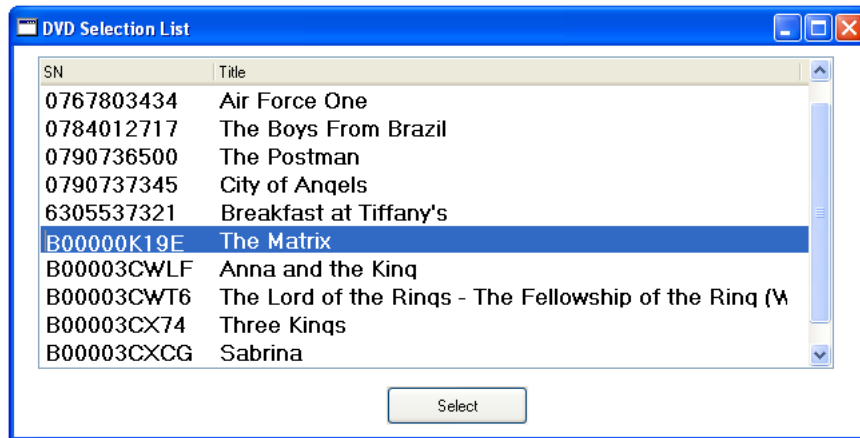 DVD Selection List
SN Title
0767803434 Air Force One
0784012717 The Boys From Brazil
0790736500 The Postman
0790737345 City of Angels
6305537321 Breakfast at Tiffany's
B00000K19E The Matrix
B00003CWLF Anna and the King
B00003CWT6 The Lord of the Rings - The Fellowship of the Ring (W
B00003CX74 Three Kings
B00003CXCG Sabrina
Select